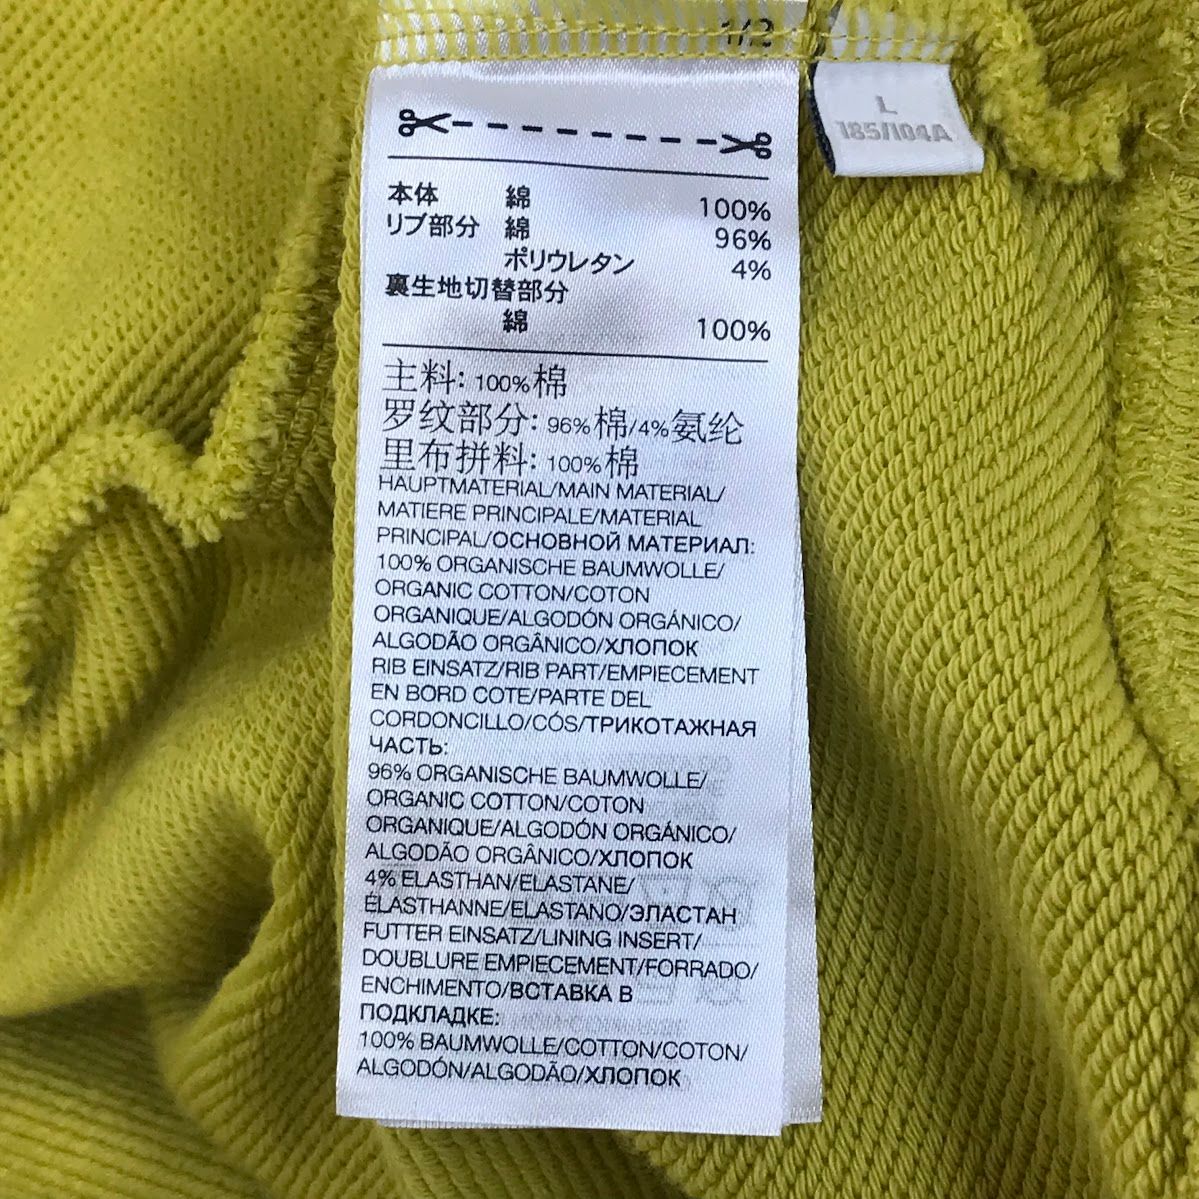 1/2
L
185/104A
本体 綿 100%
リブ部分 綿 96%
ポリウレタン 4%
裏生地切替部分
綿 100%
主料: 100%棉
罗纹部分: 96%棉/4%氨纶
里布拼料: 100%棉
HAUPTMATERIAL/MAIN MATERIAL/
MATIERE PRINCIPALE/MATERIAL
PRINCIPAL/ОСНОВНОЙ МАТЕРИАЛ:
100% ORGANISCHE BAUMWOLLE/
ORGANIC COTTON/COTON
ORGANIQUE/ALGODÓN ORGÁNICO/
ALGODÃO ORGÂNICO/ХЛОПОК
RIB EINSATZ/RIB PART/EMPIECEMENT
EN BORD COTE/PARTE DEL
CORDONCILLO/CÓS/ТРИКОТАЖНАЯ
ЧАСТЬ:
96% ORGANISCHE BAUMWOLLE/
ORGANIC COTTON/COTON
ORGANIQUE/ALGODÓN ORGÁNICO/
ALGODÃO ORGÂNICO/ХЛОПОК
4% ELASTHAN/ELASTANE/
ÉLASTHANNE/ELASTANO/ЭЛАСТАН
FUTTER EINSATZ/LINING INSERT/
DOUBLURE EMPIECEMENT/FORRADO/
ENCHIMENTO/ВСТАВКА В
ПОДКЛАДКЕ:
100% BAUMWOLLE/COTTON/COTON/
ALGODÓN/ALGODÃO/ХЛОПОК